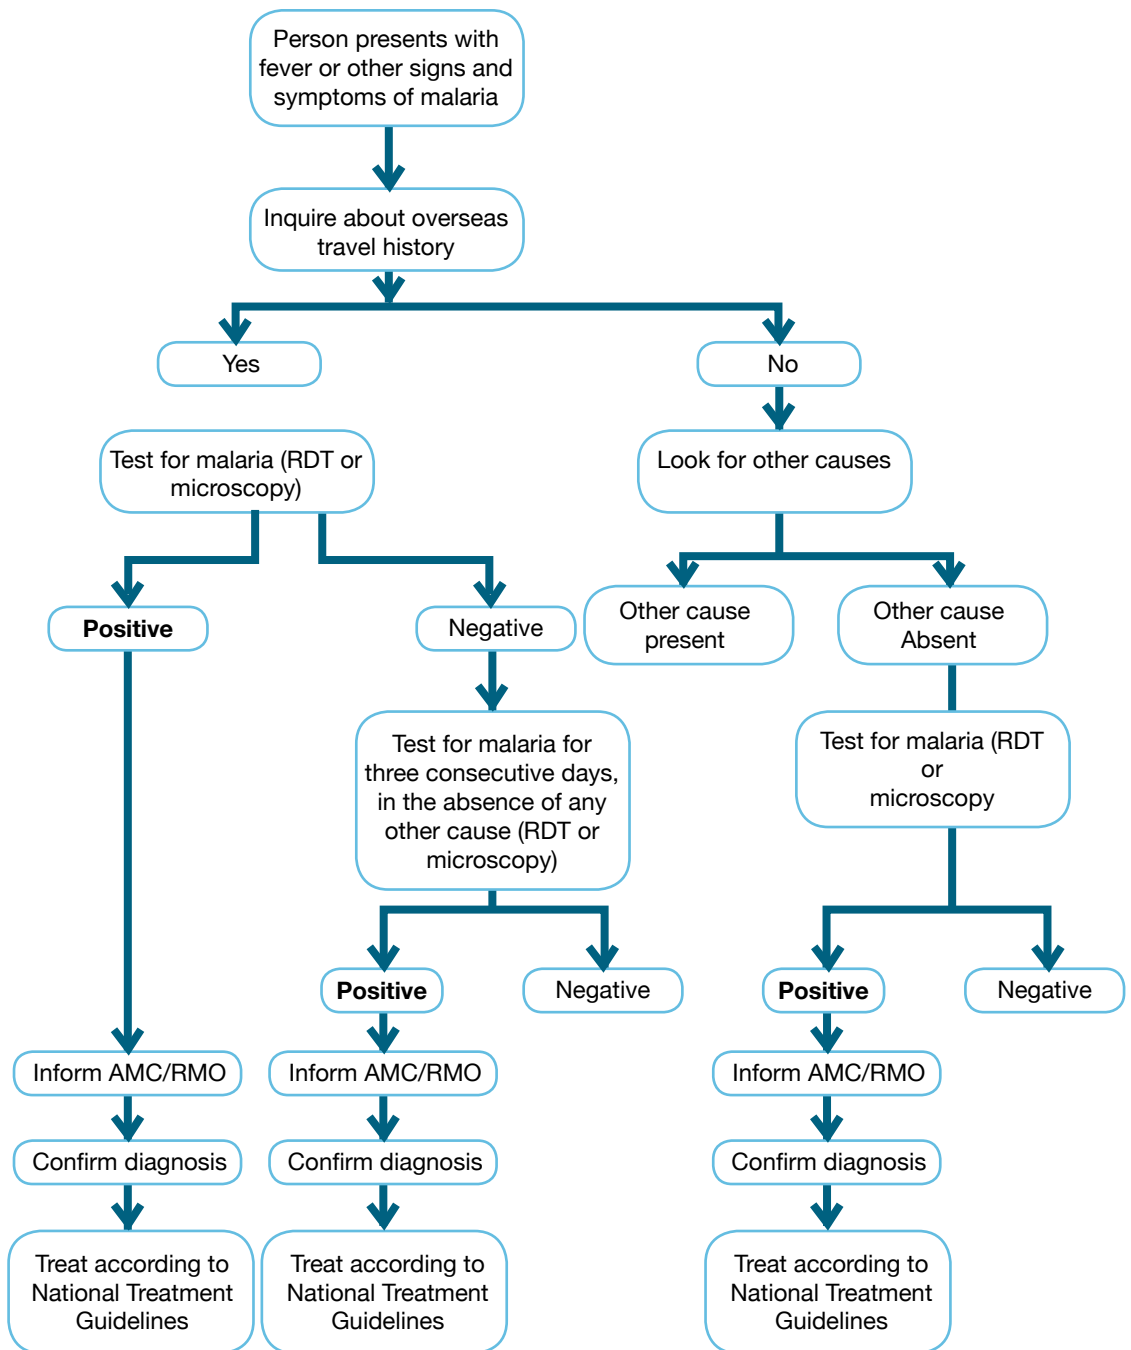 Person presents with
fever or other signs and
symptoms of malaria
Inquire about overseas
travel history
Yes
No
Test for malaria (RDT or
microscopy)
Look for other causes
Positive
Negative
Other cause
present
Other cause
Absent
Test for malaria for
three consecutive days,
in the absence of any
other cause (RDT or
microscopy)
Test for malaria (RDT
or
microscopy
Positive
Negative
Positive
Negative
Inform AMC/RMO
Inform AMC/RMO
Inform AMC/RMO
Confirm diagnosis
Confirm diagnosis
Confirm diagnosis
Treat according to
National Treatment
Guidelines
Treat according to
National Treatment
Guidelines
Treat according to
National Treatment
Guidelines